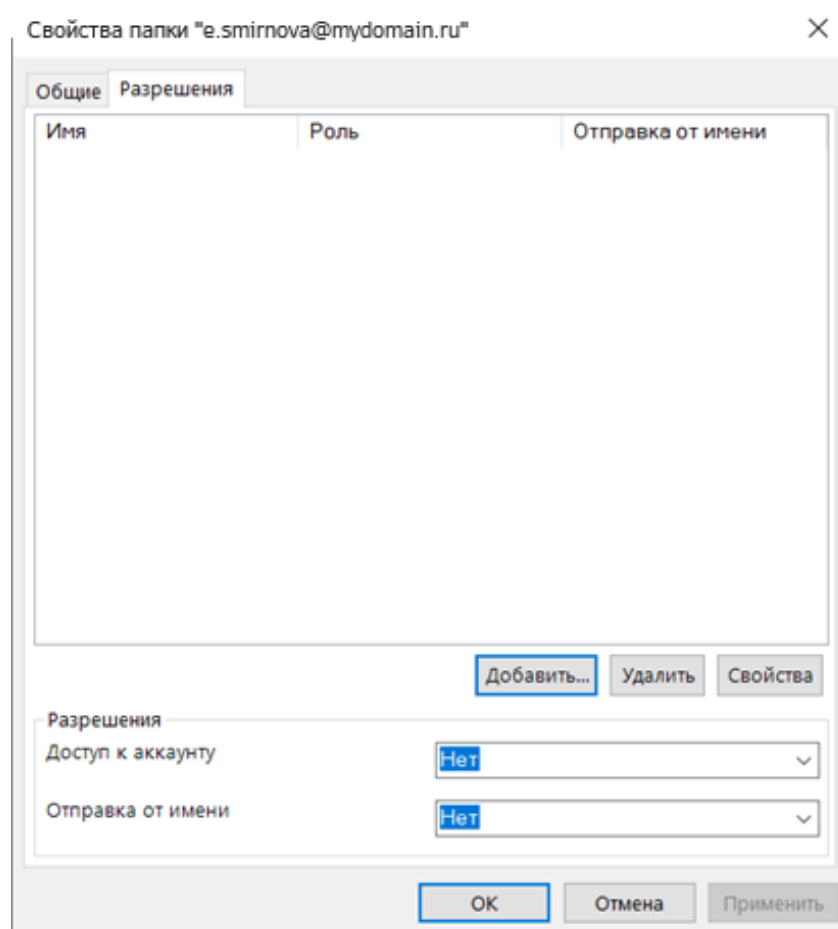 Свойства папки "e.smirnova@mydomain.ru"
Общие Разрешения
Имя Роль Отправка от имени
Добавить... Удалить Свойства
Разрешения
Доступ к аккаунту Нет
Отправка от имени Нет
ОК Отмена Применить